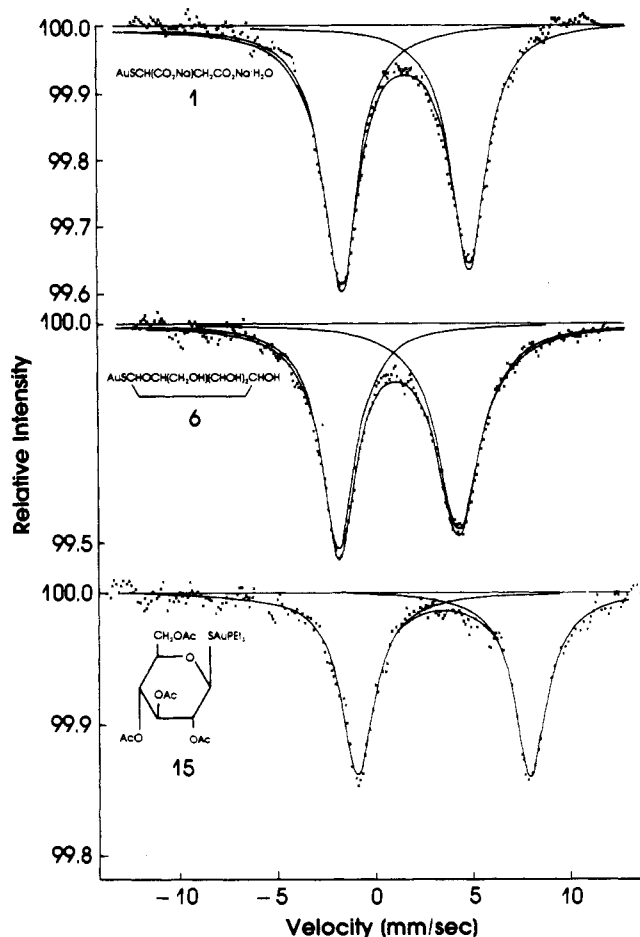 100.0
AuSCH(CO₂Na)CH₂CO₂Na·H₂O
1
99.9
99.8
99.7
99.6
100.0
AuSCHOCH(CH₂OH)(CHOH)₂CHOH
6
99.5
100.0
CH₂OAc
SAuPEt₃
O
OAc
AcO
OAc
15
99.9
99.8
Relative Intensity
-10
-5
0
5
10
Velocity (mm/sec)